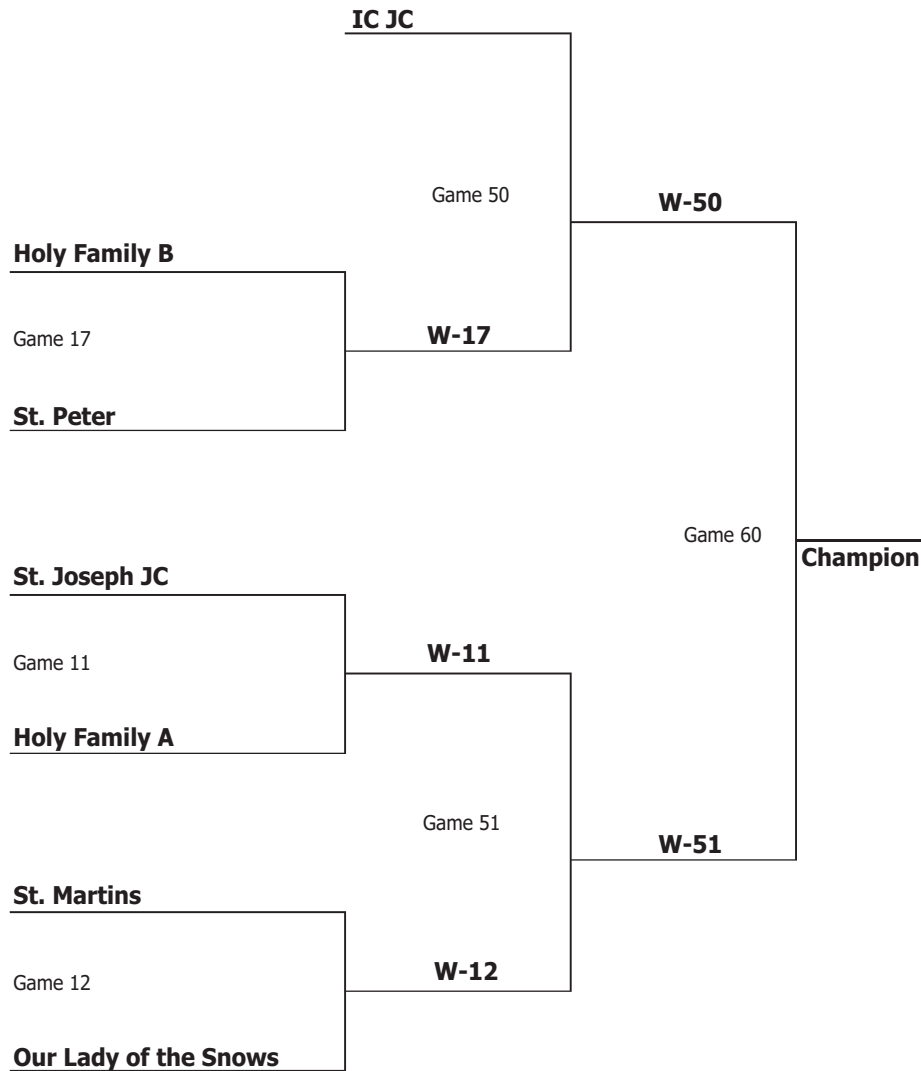 IC JC
Game 50
W-50
Holy Family B
Game 17
W-17
St. Peter
Game 60
Champion
St. Joseph JC
Game 11
W-11
Holy Family A
Game 51
W-51
St. Martins
Game 12
W-12
Our Lady of the Snows